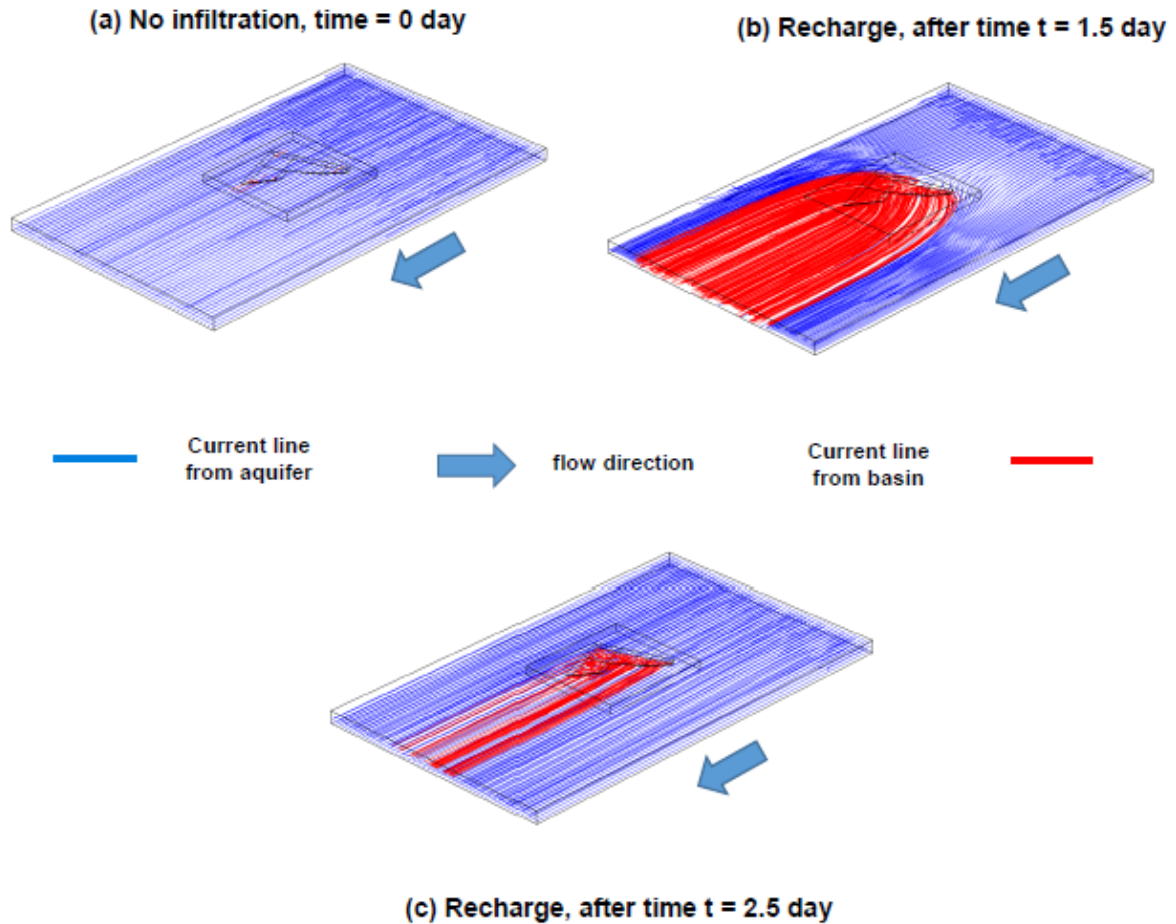 (a) No infiltration, time = 0 day
(b) Recharge, after time t = 1.5 day
Current line
from aquifer
flow direction
Current line
from basin
(c) Recharge, after time t = 2.5 day